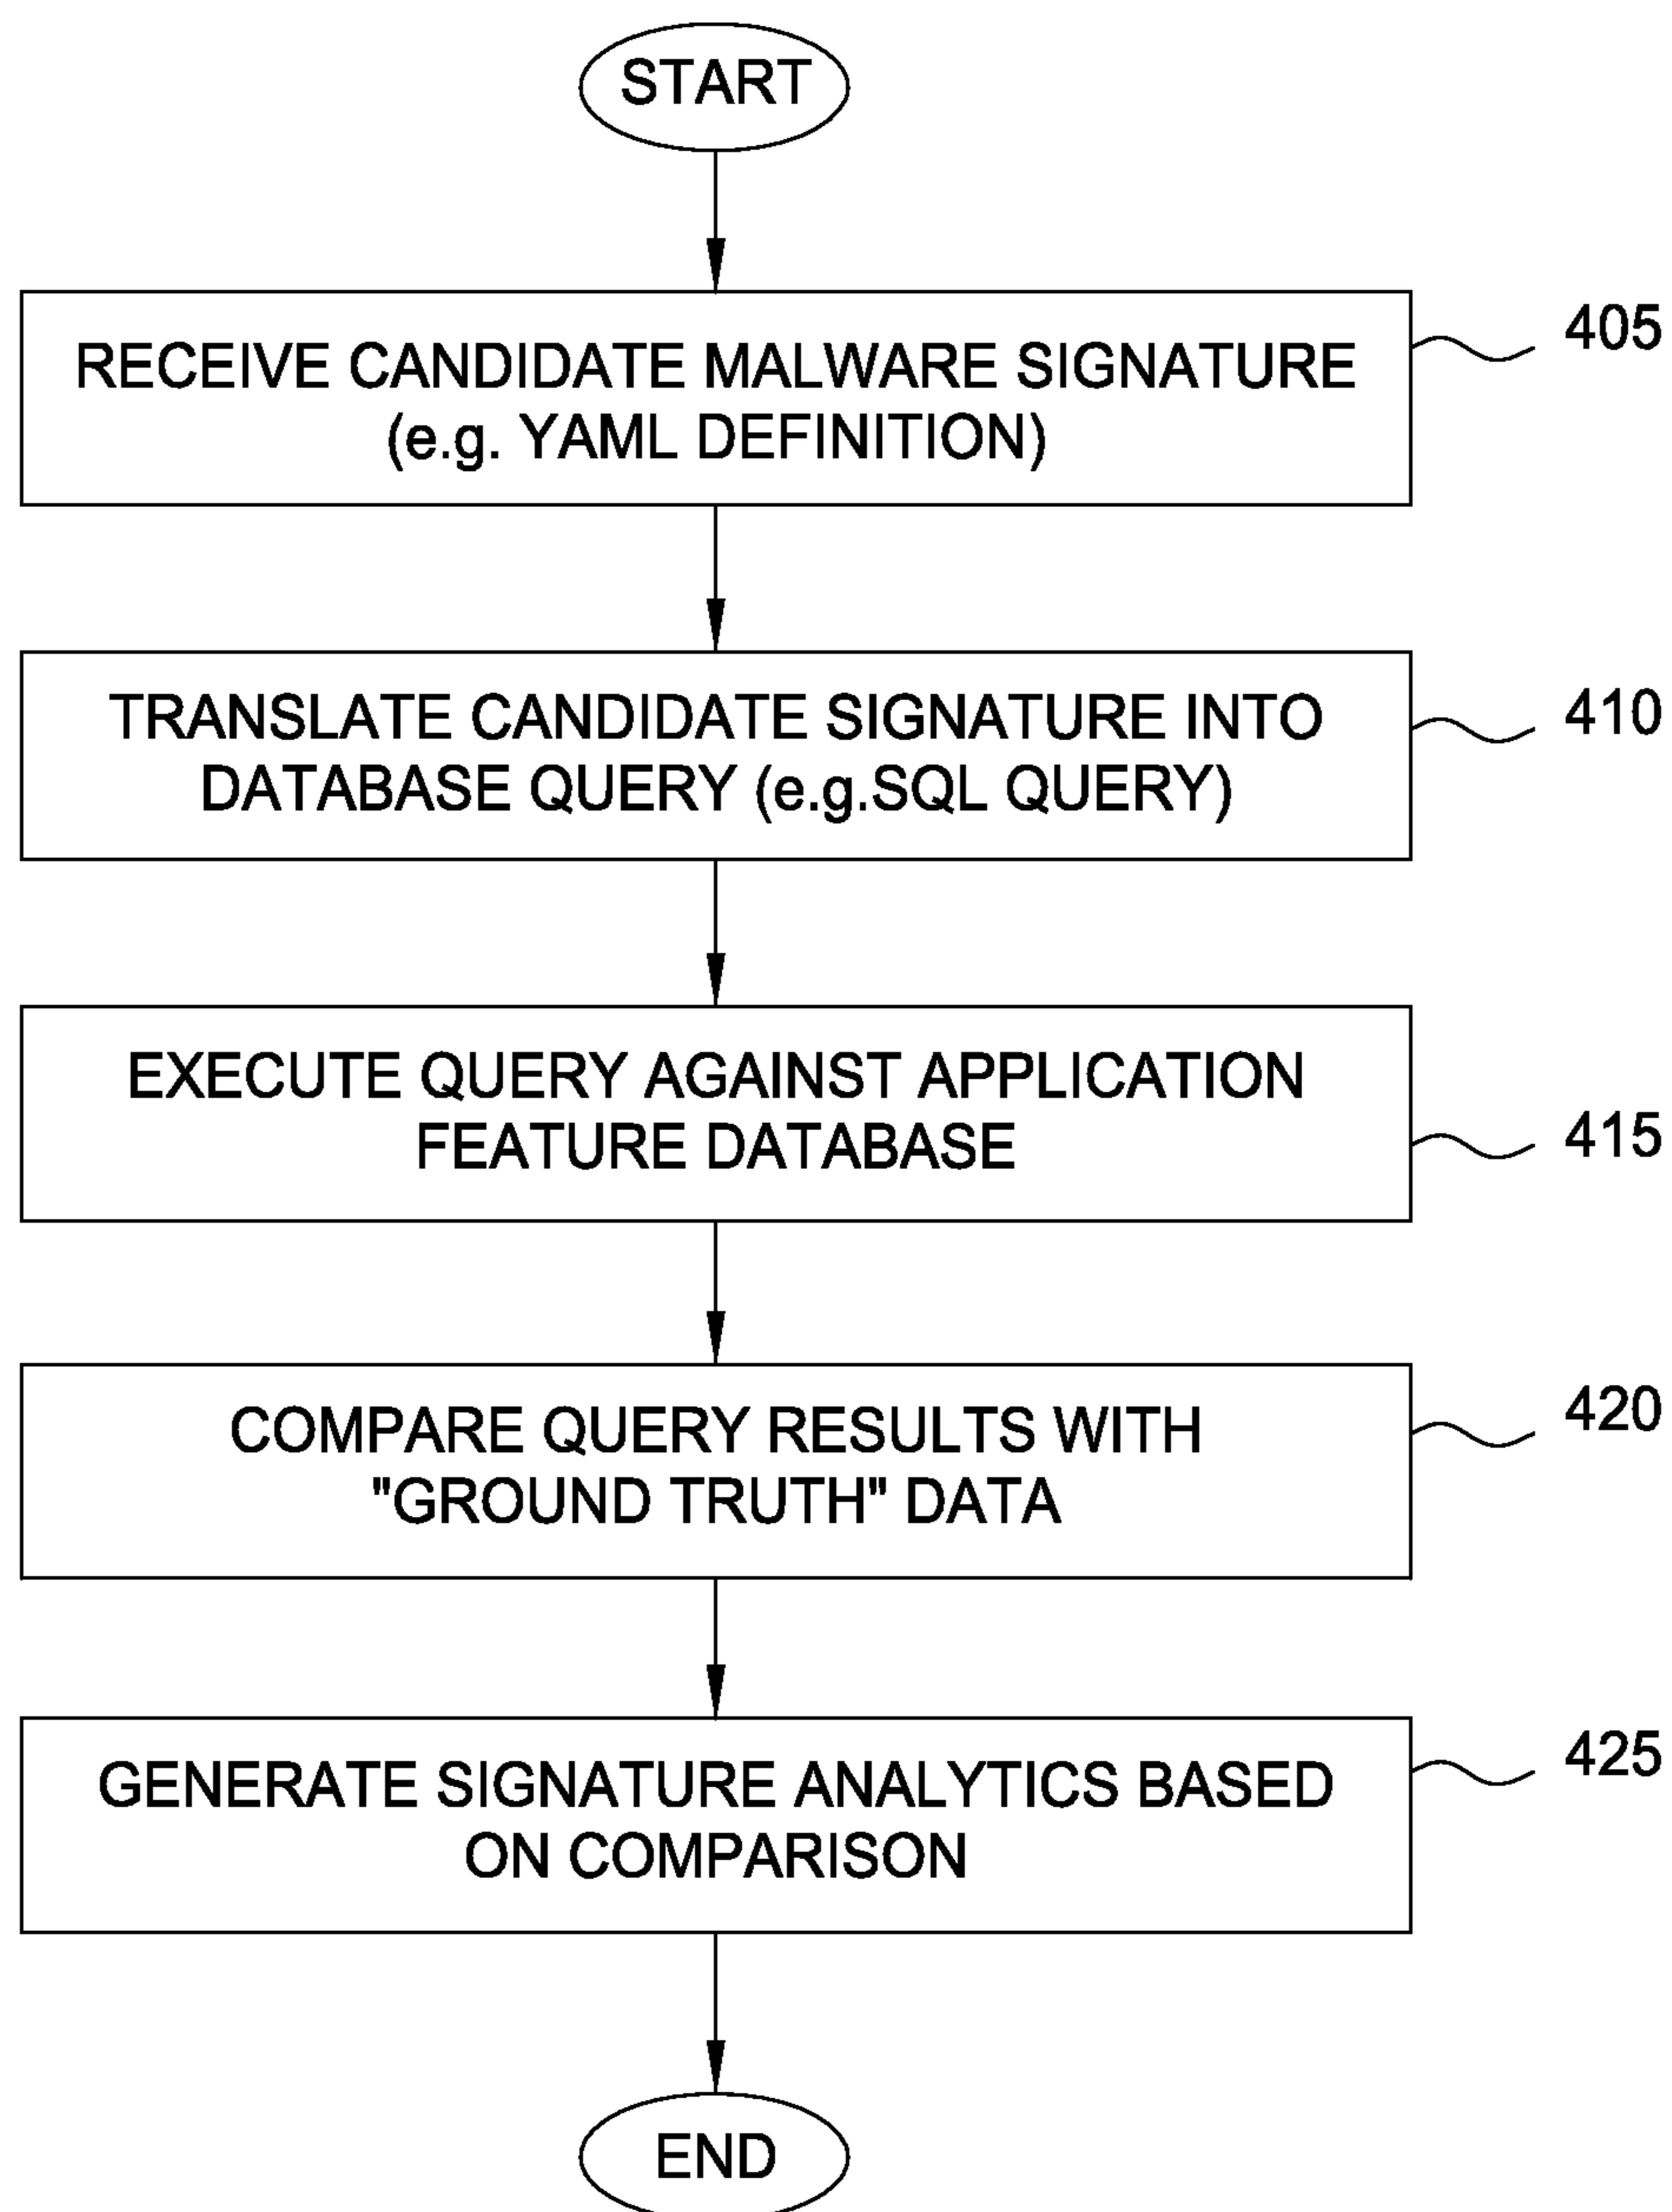 START
RECEIVE CANDIDATE MALWARE SIGNATURE
(e.g. YAML DEFINITION)
405
TRANSLATE CANDIDATE SIGNATURE INTO
DATABASE QUERY (e.g.SQL QUERY)
410
EXECUTE QUERY AGAINST APPLICATION
FEATURE DATABASE
415
COMPARE QUERY RESULTS WITH
"GROUND TRUTH" DATA
420
GENERATE SIGNATURE ANALYTICS BASED
ON COMPARISON
425
END